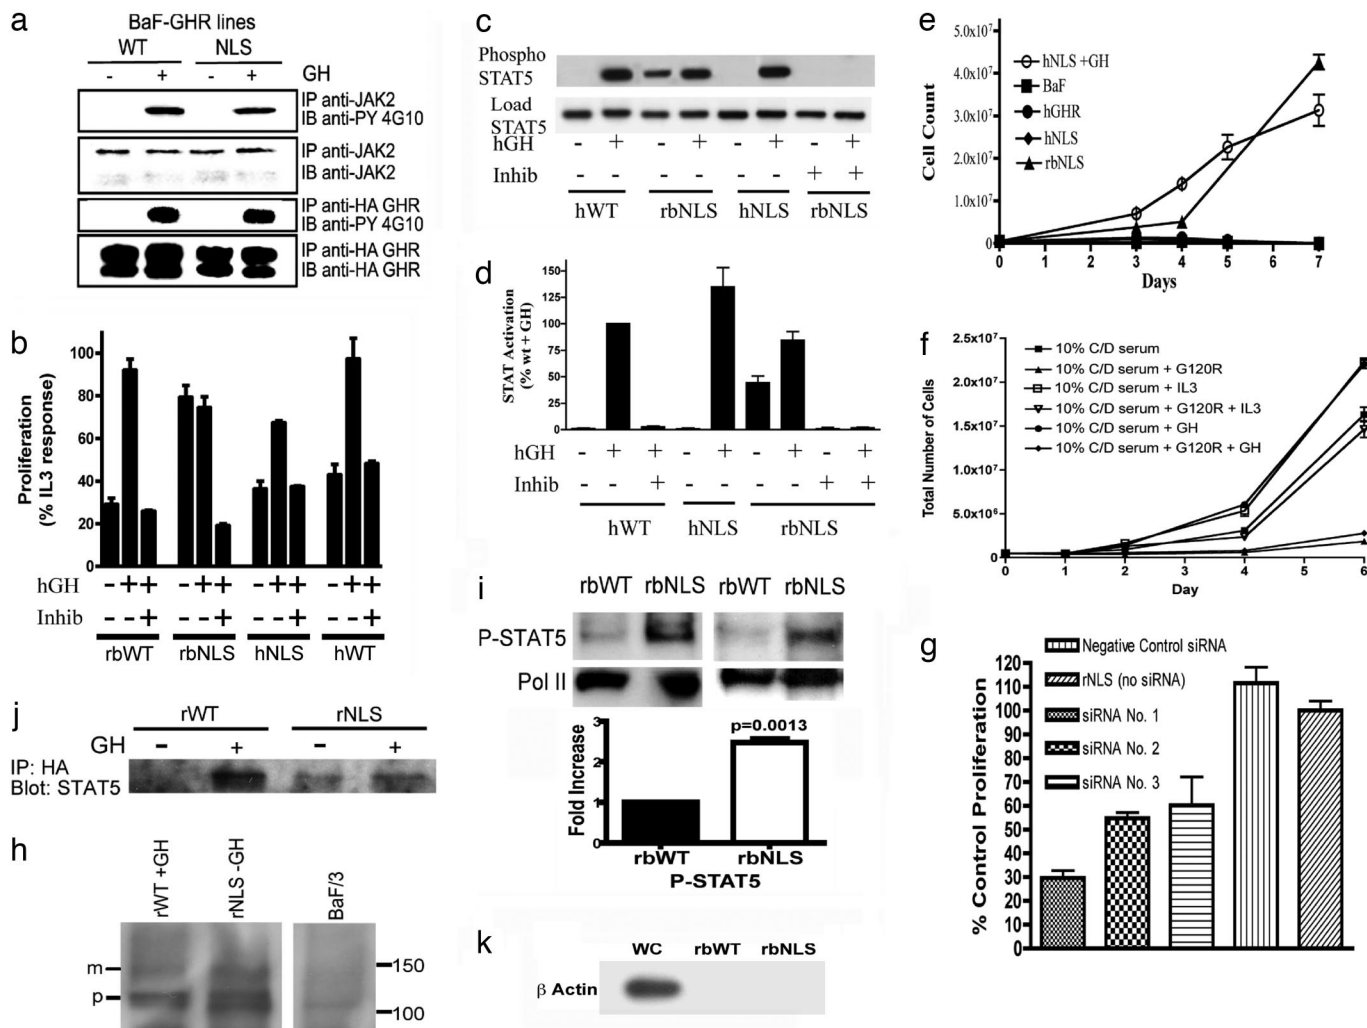 a
BaF-GHR lines
WT NLS
- + - + GH
IP anti-JAK2
IB anti-PY 4G10
IP anti-JAK2
IB anti-JAK2
IP anti-HA GHR
IB anti-PY 4G10
IP anti-HA GHR
IB anti-HA GHR
b
Proliferation
(% IL3 response)
100
80
60
40
20
0
hGH - + + - + + - + + - + +
Inhib - - + - - + - - + - - +
rbWT rbNLS hNLS hWT
c
Phospho
STAT5
Load
STAT5
hGH - + - + - + - +
Inhib - - - - - - + +
hWT rbNLS hNLS rbNLS
d
STAT Activation
(% wt + GH)
150
125
100
75
50
25
0
hGH - + + - + - + - +
Inhib - - + - - - - + +
hWT hNLS rbNLS
e
Cell Count
5.0x10⁷
4.0x10⁷
3.0x10⁷
2.0x10⁷
1.0x10⁷
0
hNLS +GH
BaF
hGHR
hNLS
rbNLS
0 1 2 3 4 5 6 7
Days
f
Total Number of Cells
2.5x10⁷
2.0x10⁷
1.5x10⁷
1.0x10⁷
5.0x10⁶
0
10% C/D serum
10% C/D serum + G120R
10% C/D serum + IL3
10% C/D serum + G120R + IL3
10% C/D serum + GH
10% C/D serum + G120R + GH
0 1 2 4 6
Day
g
% Control Proliferation
120
110
100
90
80
70
60
50
40
30
20
10
0
Negative Control siRNA
rNLS (no siRNA)
siRNA No. 1
siRNA No. 2
siRNA No. 3
j
rWT rNLS
GH - + - +
IP: HA
Blot: STAT5
h
rWT +GH
rNLS -GH
BaF/3
m
p
150
100
i
rbWT rbNLS rbWT rbNLS
P-STAT5
Pol II
Fold Increase
3
2
1
0
p=0.0013
rbWT rbNLS
P-STAT5
k
WC rbWT rbNLS
β Actin